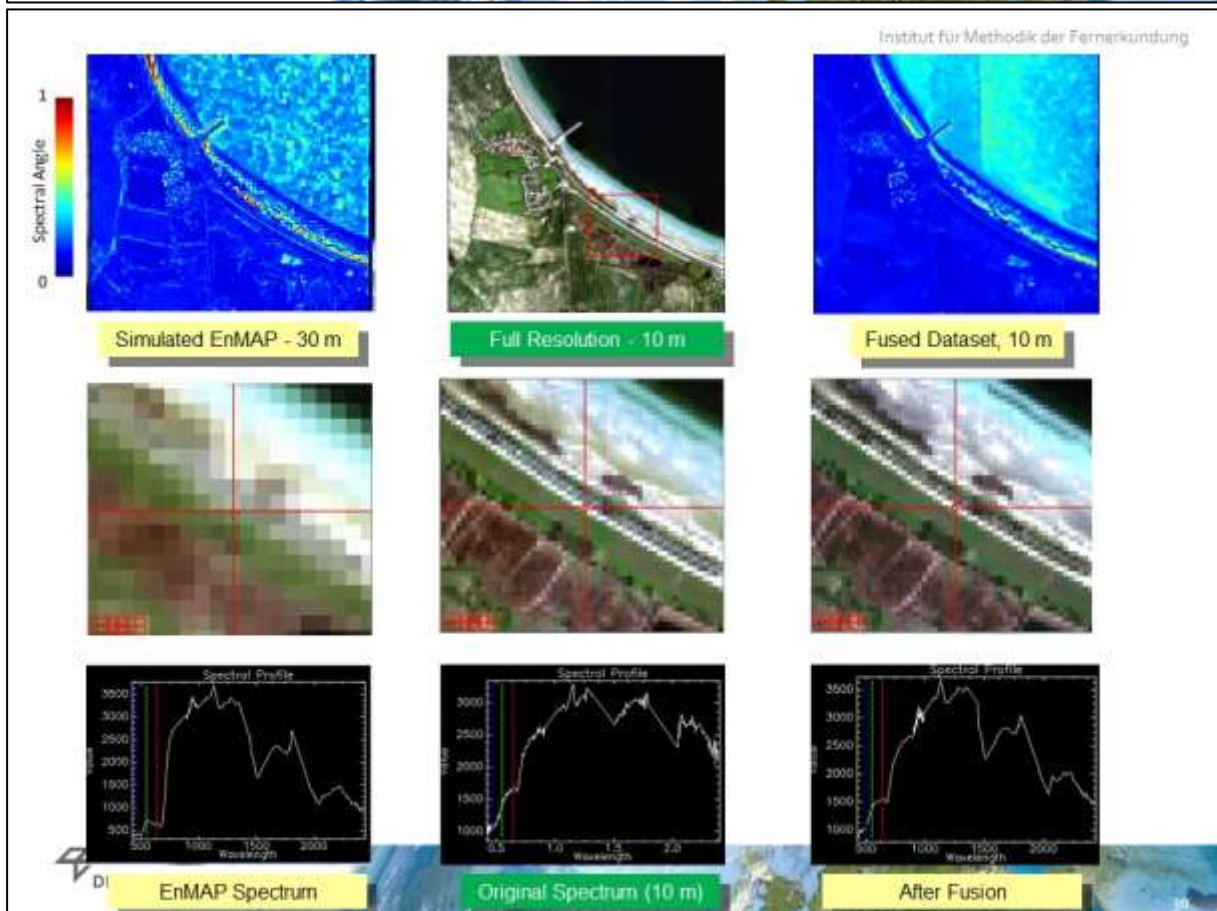 Institut für Methodik der Fernerkundung
1
Spectral Angle
0
Simulated EnMAP - 30 m
Full Resolution - 10 m
Fused Dataset, 10 m
Spectral Profile
3500
3000
2500
2000
1500
1000
500
Value
500 1000 1500 2000
Wavelength
Spectral Profile
3000
2500
2000
1500
1000
Value
0.5 1.0 1.5 2.0
Wavelength
Spectral Profile
3500
3000
2500
2000
1500
1000
Value
500 1000 1500 2000
Wavelength
EnMAP Spectrum
Original Spectrum (10 m)
After Fusion